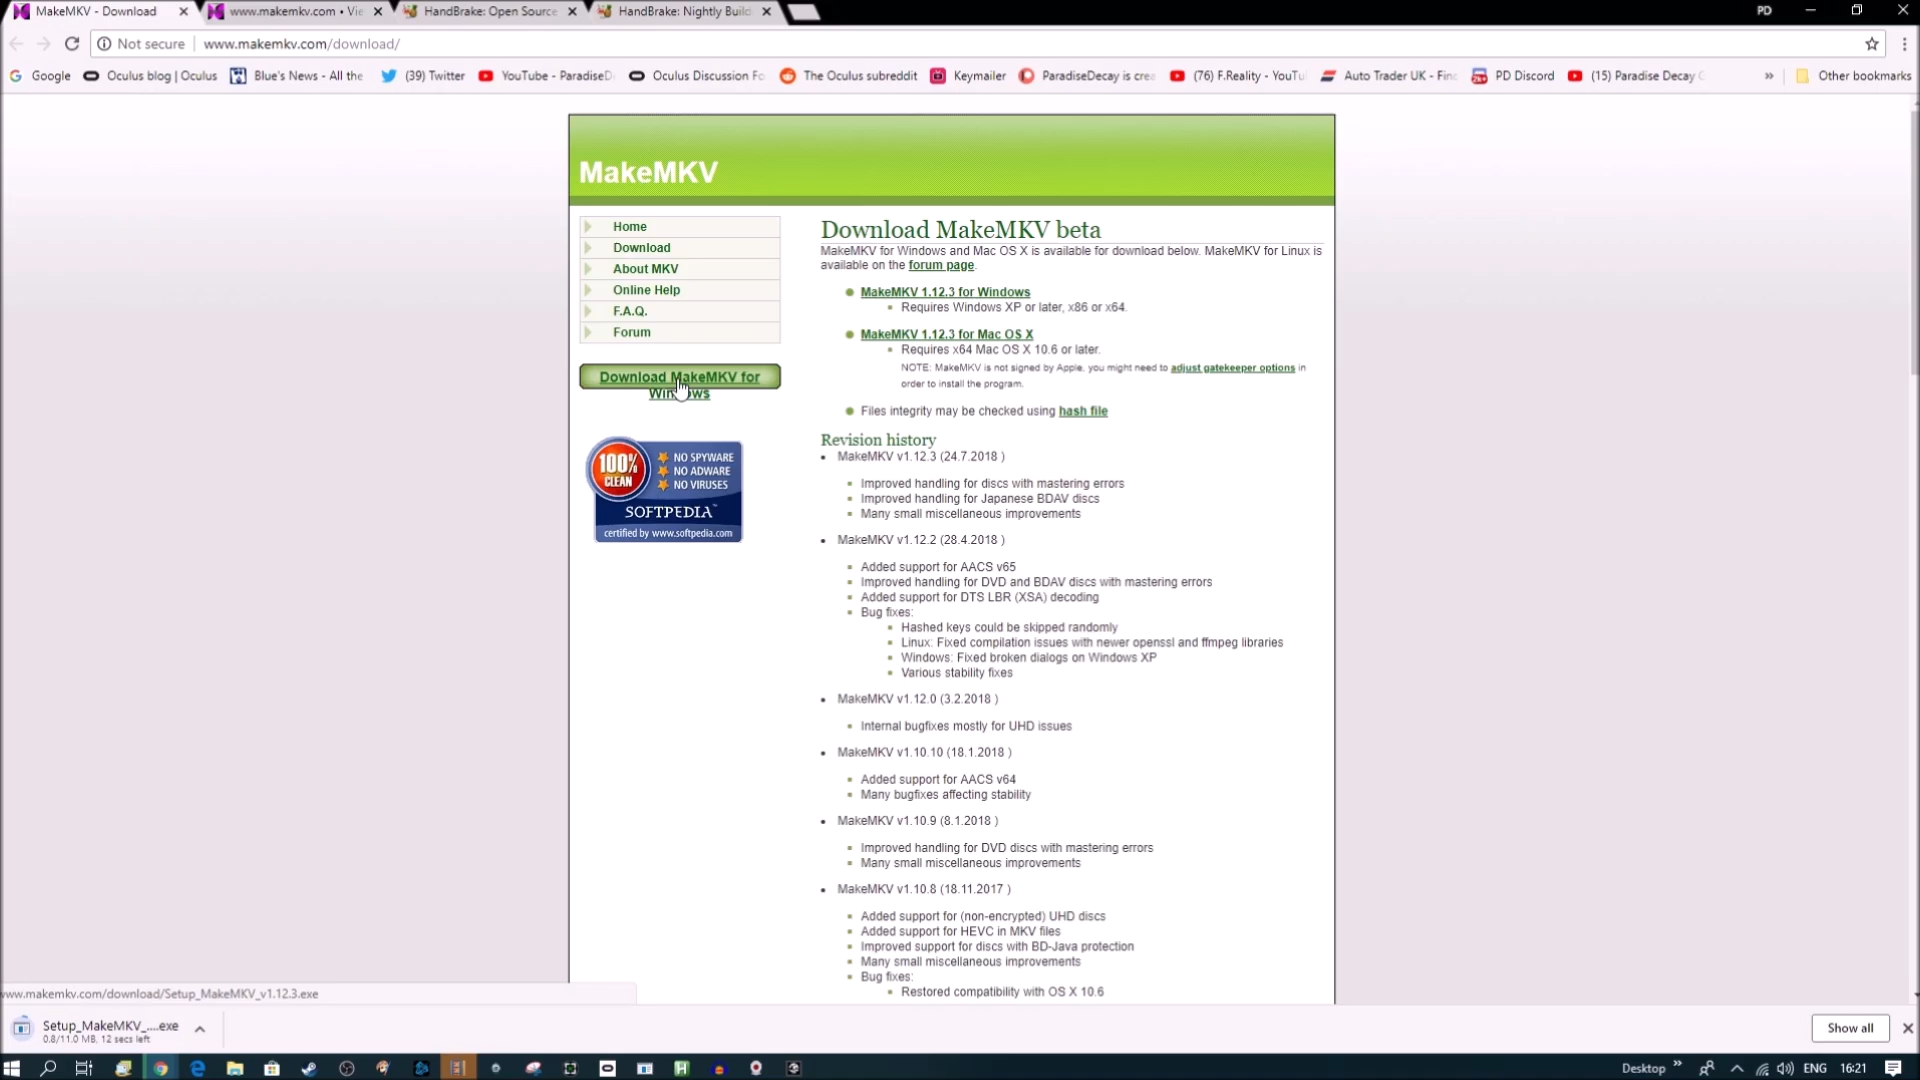 MakeMKV - Download
www.makemkv.com • Vie
HandBrake: Open Source
HandBrake: Nightly Build
PD
Not secure
www.makemkv.com/download/
Google
Oculus blog | Oculus
Blue's News - All the
(39) Twitter
YouTube - ParadiseD
Oculus Discussion Fo
The Oculus subreddit
Keymailer
ParadiseDecay is crea
(76) F.Reality - YouTu
Auto Trader UK - Fin
PD Discord
(15) Paradise Decay
»
Other bookmarks
MakeMKV
Home
Download
About MKV
Online Help
F.A.Q.
Forum
Download MakeMKV for
Windows
100%
CLEAN
NO SPYWARE
NO ADWARE
NO VIRUSES
SOFTPEDIA™
certified by www.softpedia.com
Download MakeMKV beta
MakeMKV for Windows and Mac OS X is available for download below. MakeMKV for Linux is
available on the forum page.
MakeMKV 1.12.3 for Windows
Requires Windows XP or later, x86 or x64.
MakeMKV 1.12.3 for Mac OS X
Requires x64 Mac OS X 10.6 or later.
NOTE: MakeMKV is not signed by Apple, you might need to adjust gatekeeper options in
order to install the program.
Files integrity may be checked using hash file
Revision history
MakeMKV v1.12.3 (24.7.2018 )
Improved handling for discs with mastering errors
Improved handling for Japanese BDAV discs
Many small miscellaneous improvements
MakeMKV v1.12.2 (28.4.2018 )
Added support for AACS v65
Improved handling for DVD and BDAV discs with mastering errors
Added support for DTS LBR (XSA) decoding
Bug fixes:
Hashed keys could be skipped randomly
Linux: Fixed compilation issues with newer openssl and ffmpeg libraries
Windows: Fixed broken dialogs on Windows XP
Various stability fixes
MakeMKV v1.12.0 (3.2.2018 )
Internal bugfixes mostly for UHD issues
MakeMKV v1.10.10 (18.1.2018 )
Added support for AACS v64
Many bugfixes affecting stability
MakeMKV v1.10.9 (8.1.2018 )
Improved handling for DVD discs with mastering errors
Many small miscellaneous improvements
MakeMKV v1.10.8 (18.11.2017 )
Added support for (non-encrypted) UHD discs
Added support for HEVC in MKV files
Improved support for discs with BD-Java protection
Many small miscellaneous improvements
Bug fixes:
Restored compatibility with OS X 10.6
www.makemkv.com/download/Setup_MakeMKV_v1.12.3.exe
Setup_MakeMKV_....exe
0.8/11.0 MB, 12 secs left
Show all
Desktop
»
ENG
16:21